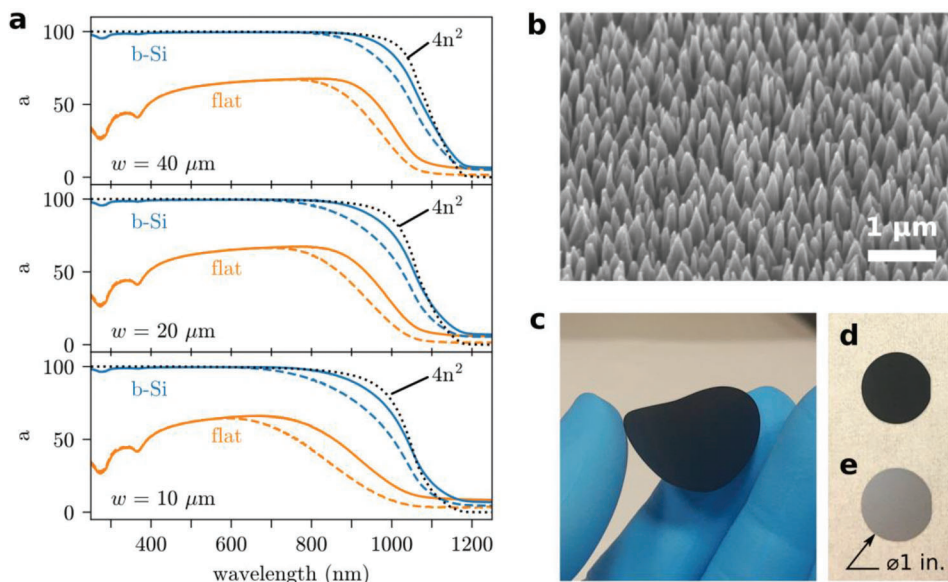 a
100
b-Si
4n²
50
a
flat
w = 40 μm
0
100
b-Si
4n²
50
a
flat
w = 20 μm
0
100
b-Si
4n²
50
a
flat
w = 10 μm
0
400 600 800 1000 1200
wavelength (nm)
b
1 μm
c
d
e
ø1 in.